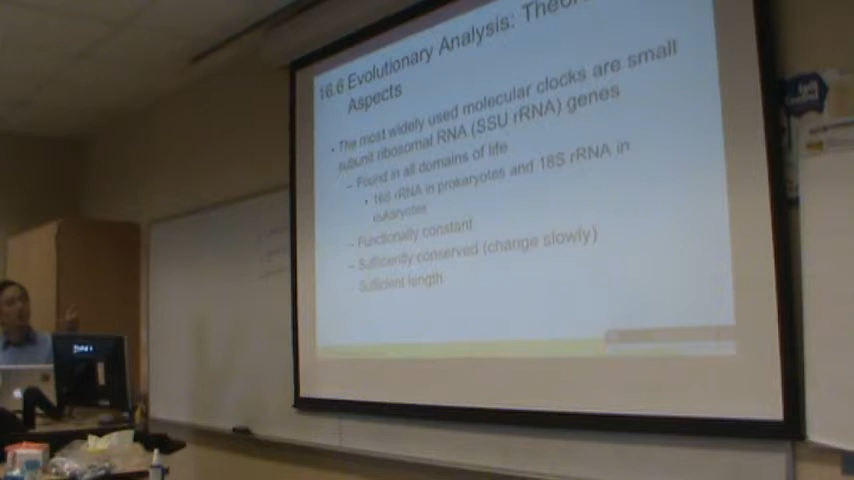 16.6 Evolutionary Analysis: Theor
Aspects
• The most widely used molecular clocks are small
subunit ribosomal RNA (SSU rRNA) genes
– Found in all domains of life
• 16S rRNA in prokaryotes and 18S rRNA in
eukaryotes
– Functionally constant
– Sufficiently conserved (change slowly)
– Sufficient length